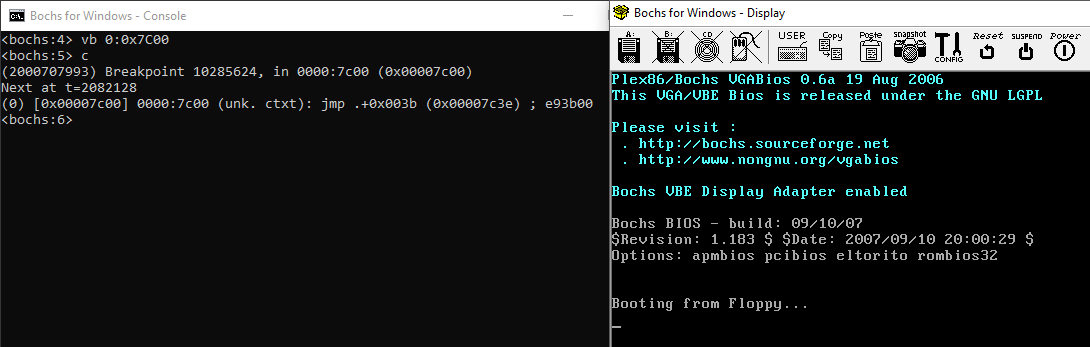 Bochs for Windows - Console
<bochs:4> vb 0:0x7C00
<bochs:5> c
(2000707993) Breakpoint 10285624, in 0000:7c00 (0x00007c00)
Next at t=2082128
(0) [0x00007c00] 0000:7c00 (unk. ctxt): jmp .+0x003b (0x00007c3e) ; e93b00
<bochs:6>
Bochs for Windows - Display
A: B: CD USER Copy Paste Snapshot CONFIG Reset SUSPEND Power
Plex86/Bochs VGABios 0.6a 19 Aug 2006
This VGA/VBE Bios is released under the GNU LGPL
Please visit :
. http://bochs.sourceforge.net
. http://www.nongnu.org/vgabios
Bochs VBE Display Adapter enabled
Bochs BIOS - build: 09/10/07
$Revision: 1.183 $ $Date: 2007/09/10 20:00:29 $
Options: apmbios pcibios eltorito rombios32
Booting from Floppy...
_